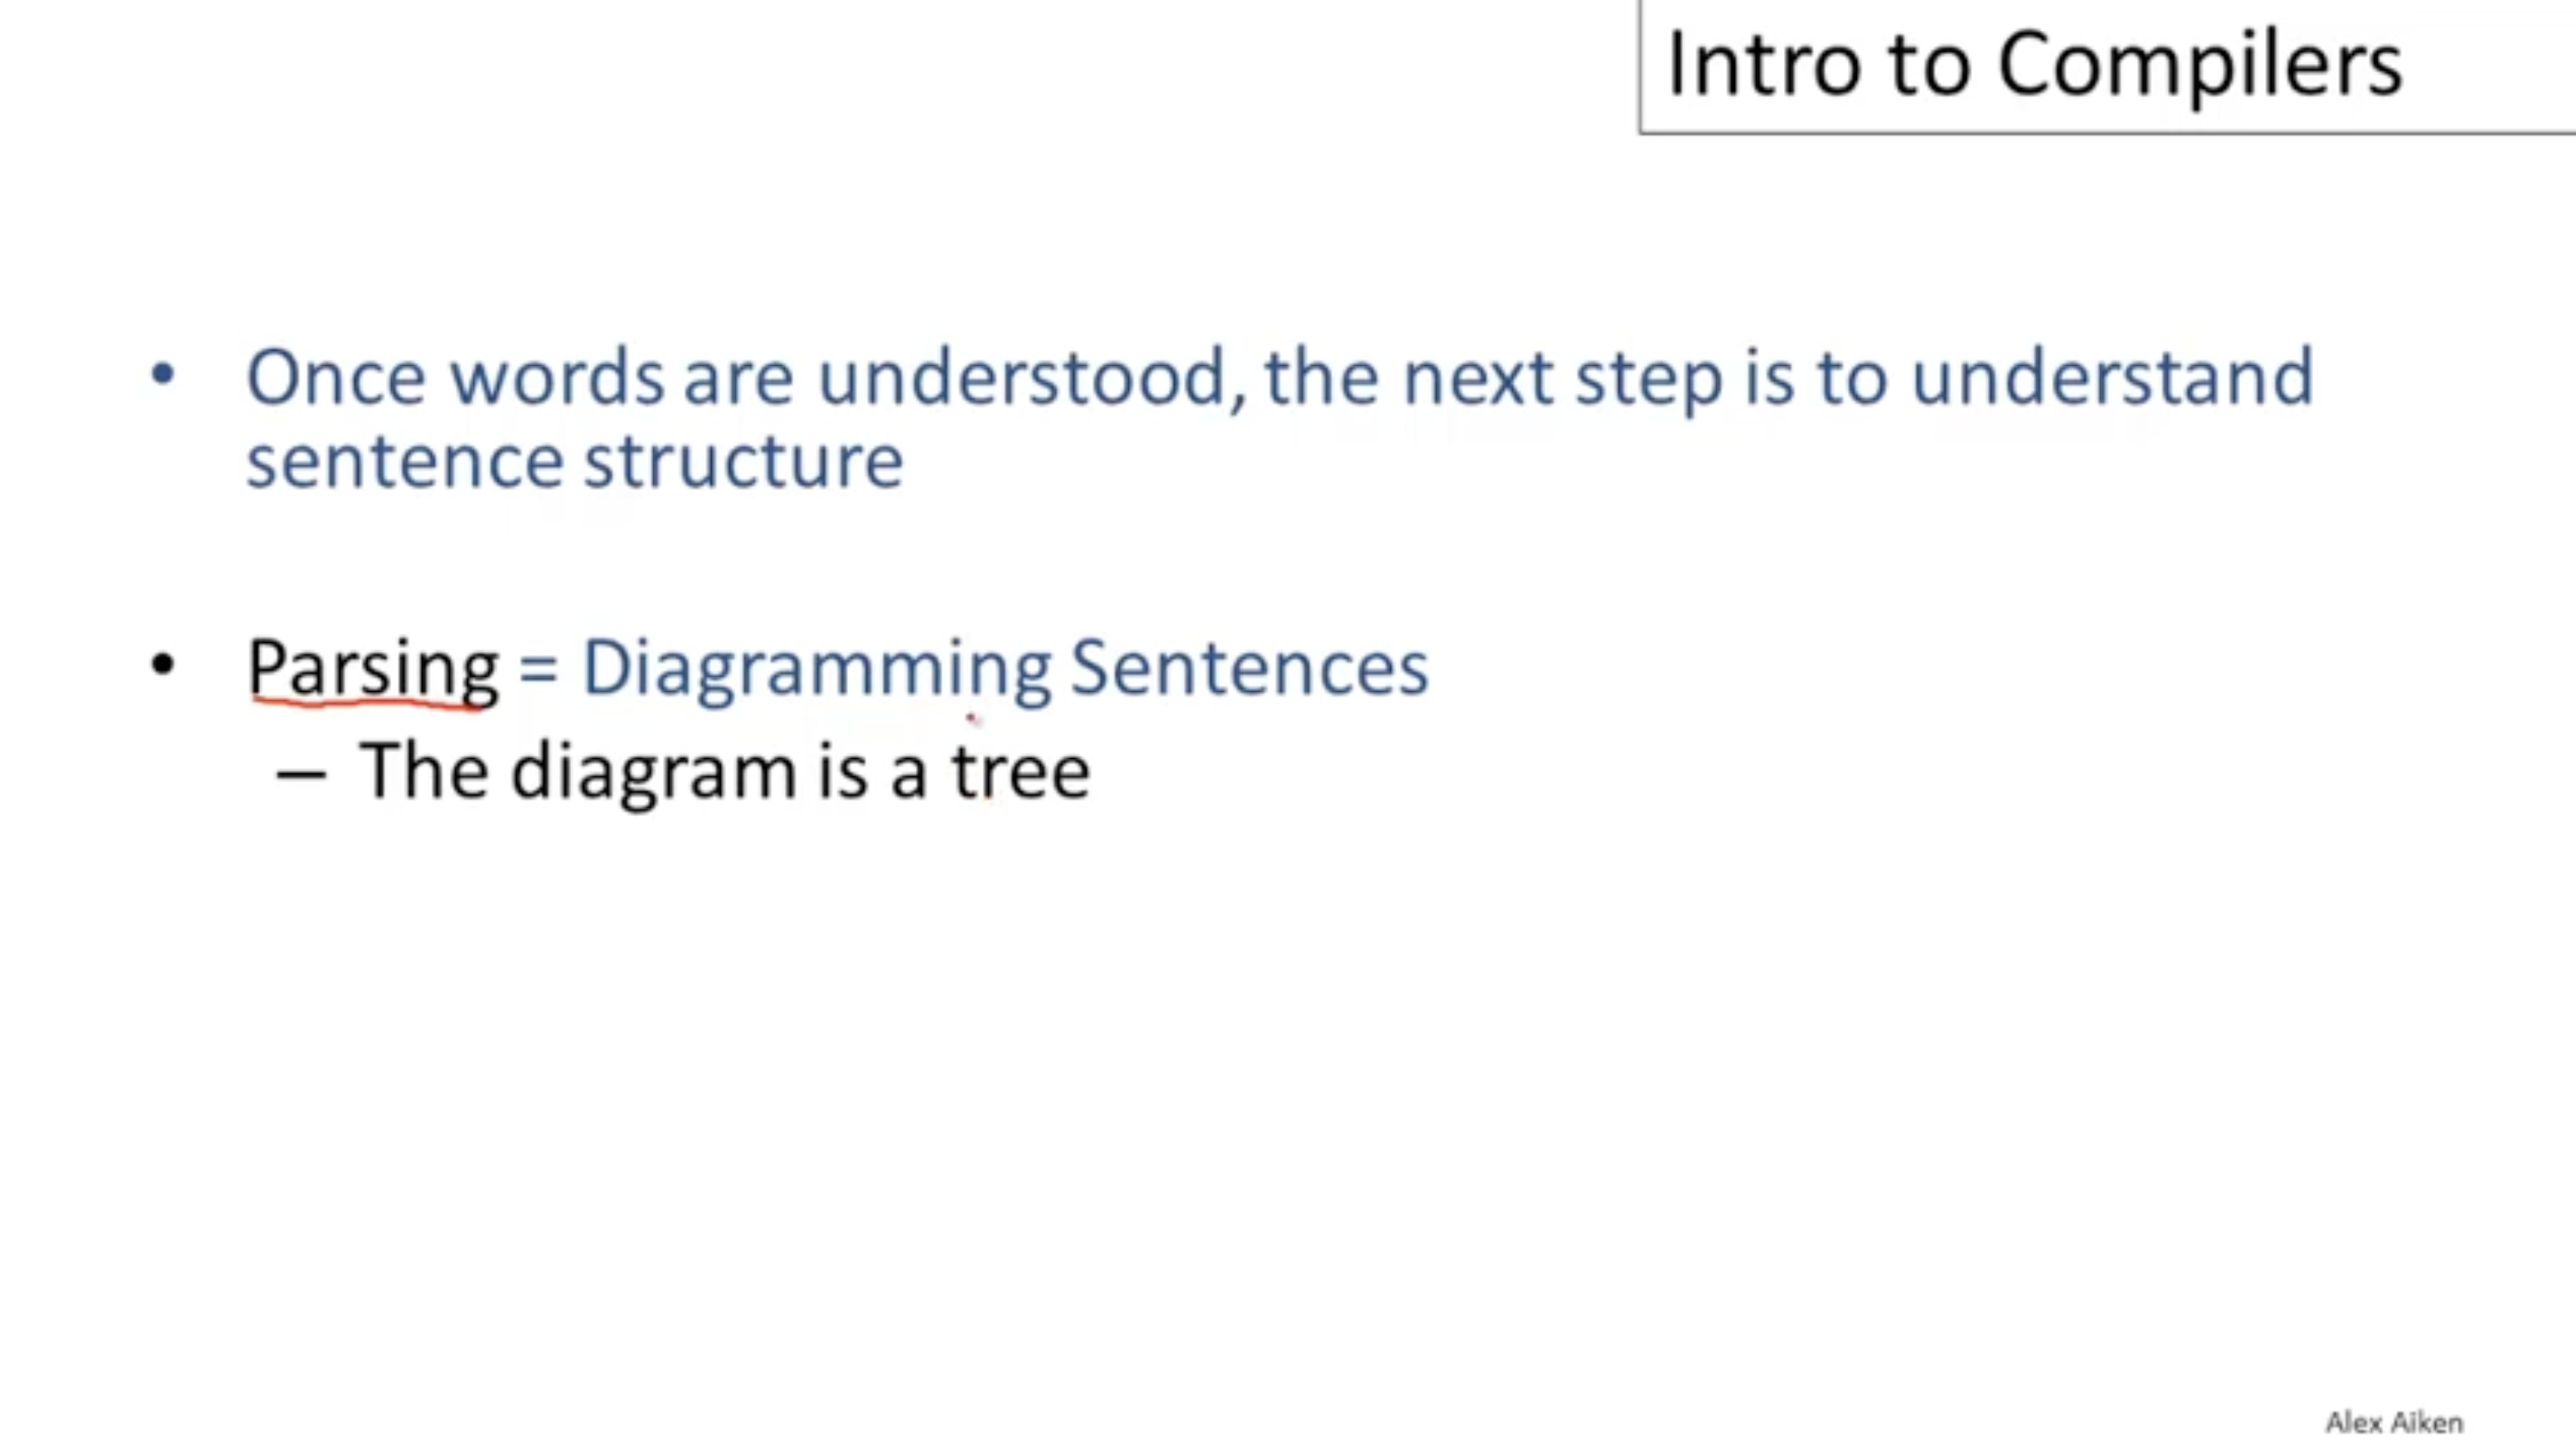 Intro to Compilers
• Once words are understood, the next step is to understand
sentence structure
• Parsing = Diagramming Sentences
– The diagram is a tree
Alex Aiken